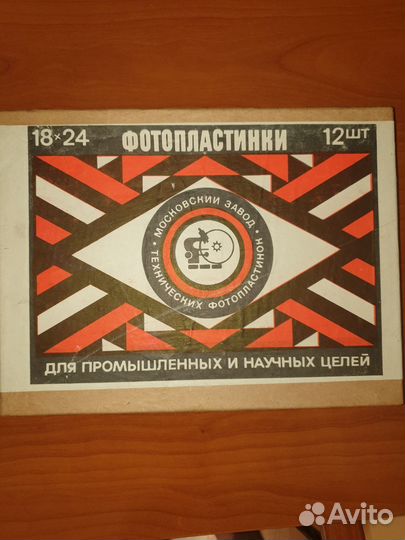 18×24 ФОТОПЛАСТИНКИ 12шт
МОСКОВСКИЙ ЗАВОД •
ТЕХНИЧЕСКИХ ФОТОПЛАСТИНОК •
ДЛЯ ПРОМЫШЛЕННЫХ И НАУЧНЫХ ЦЕЛЕЙ
Avito